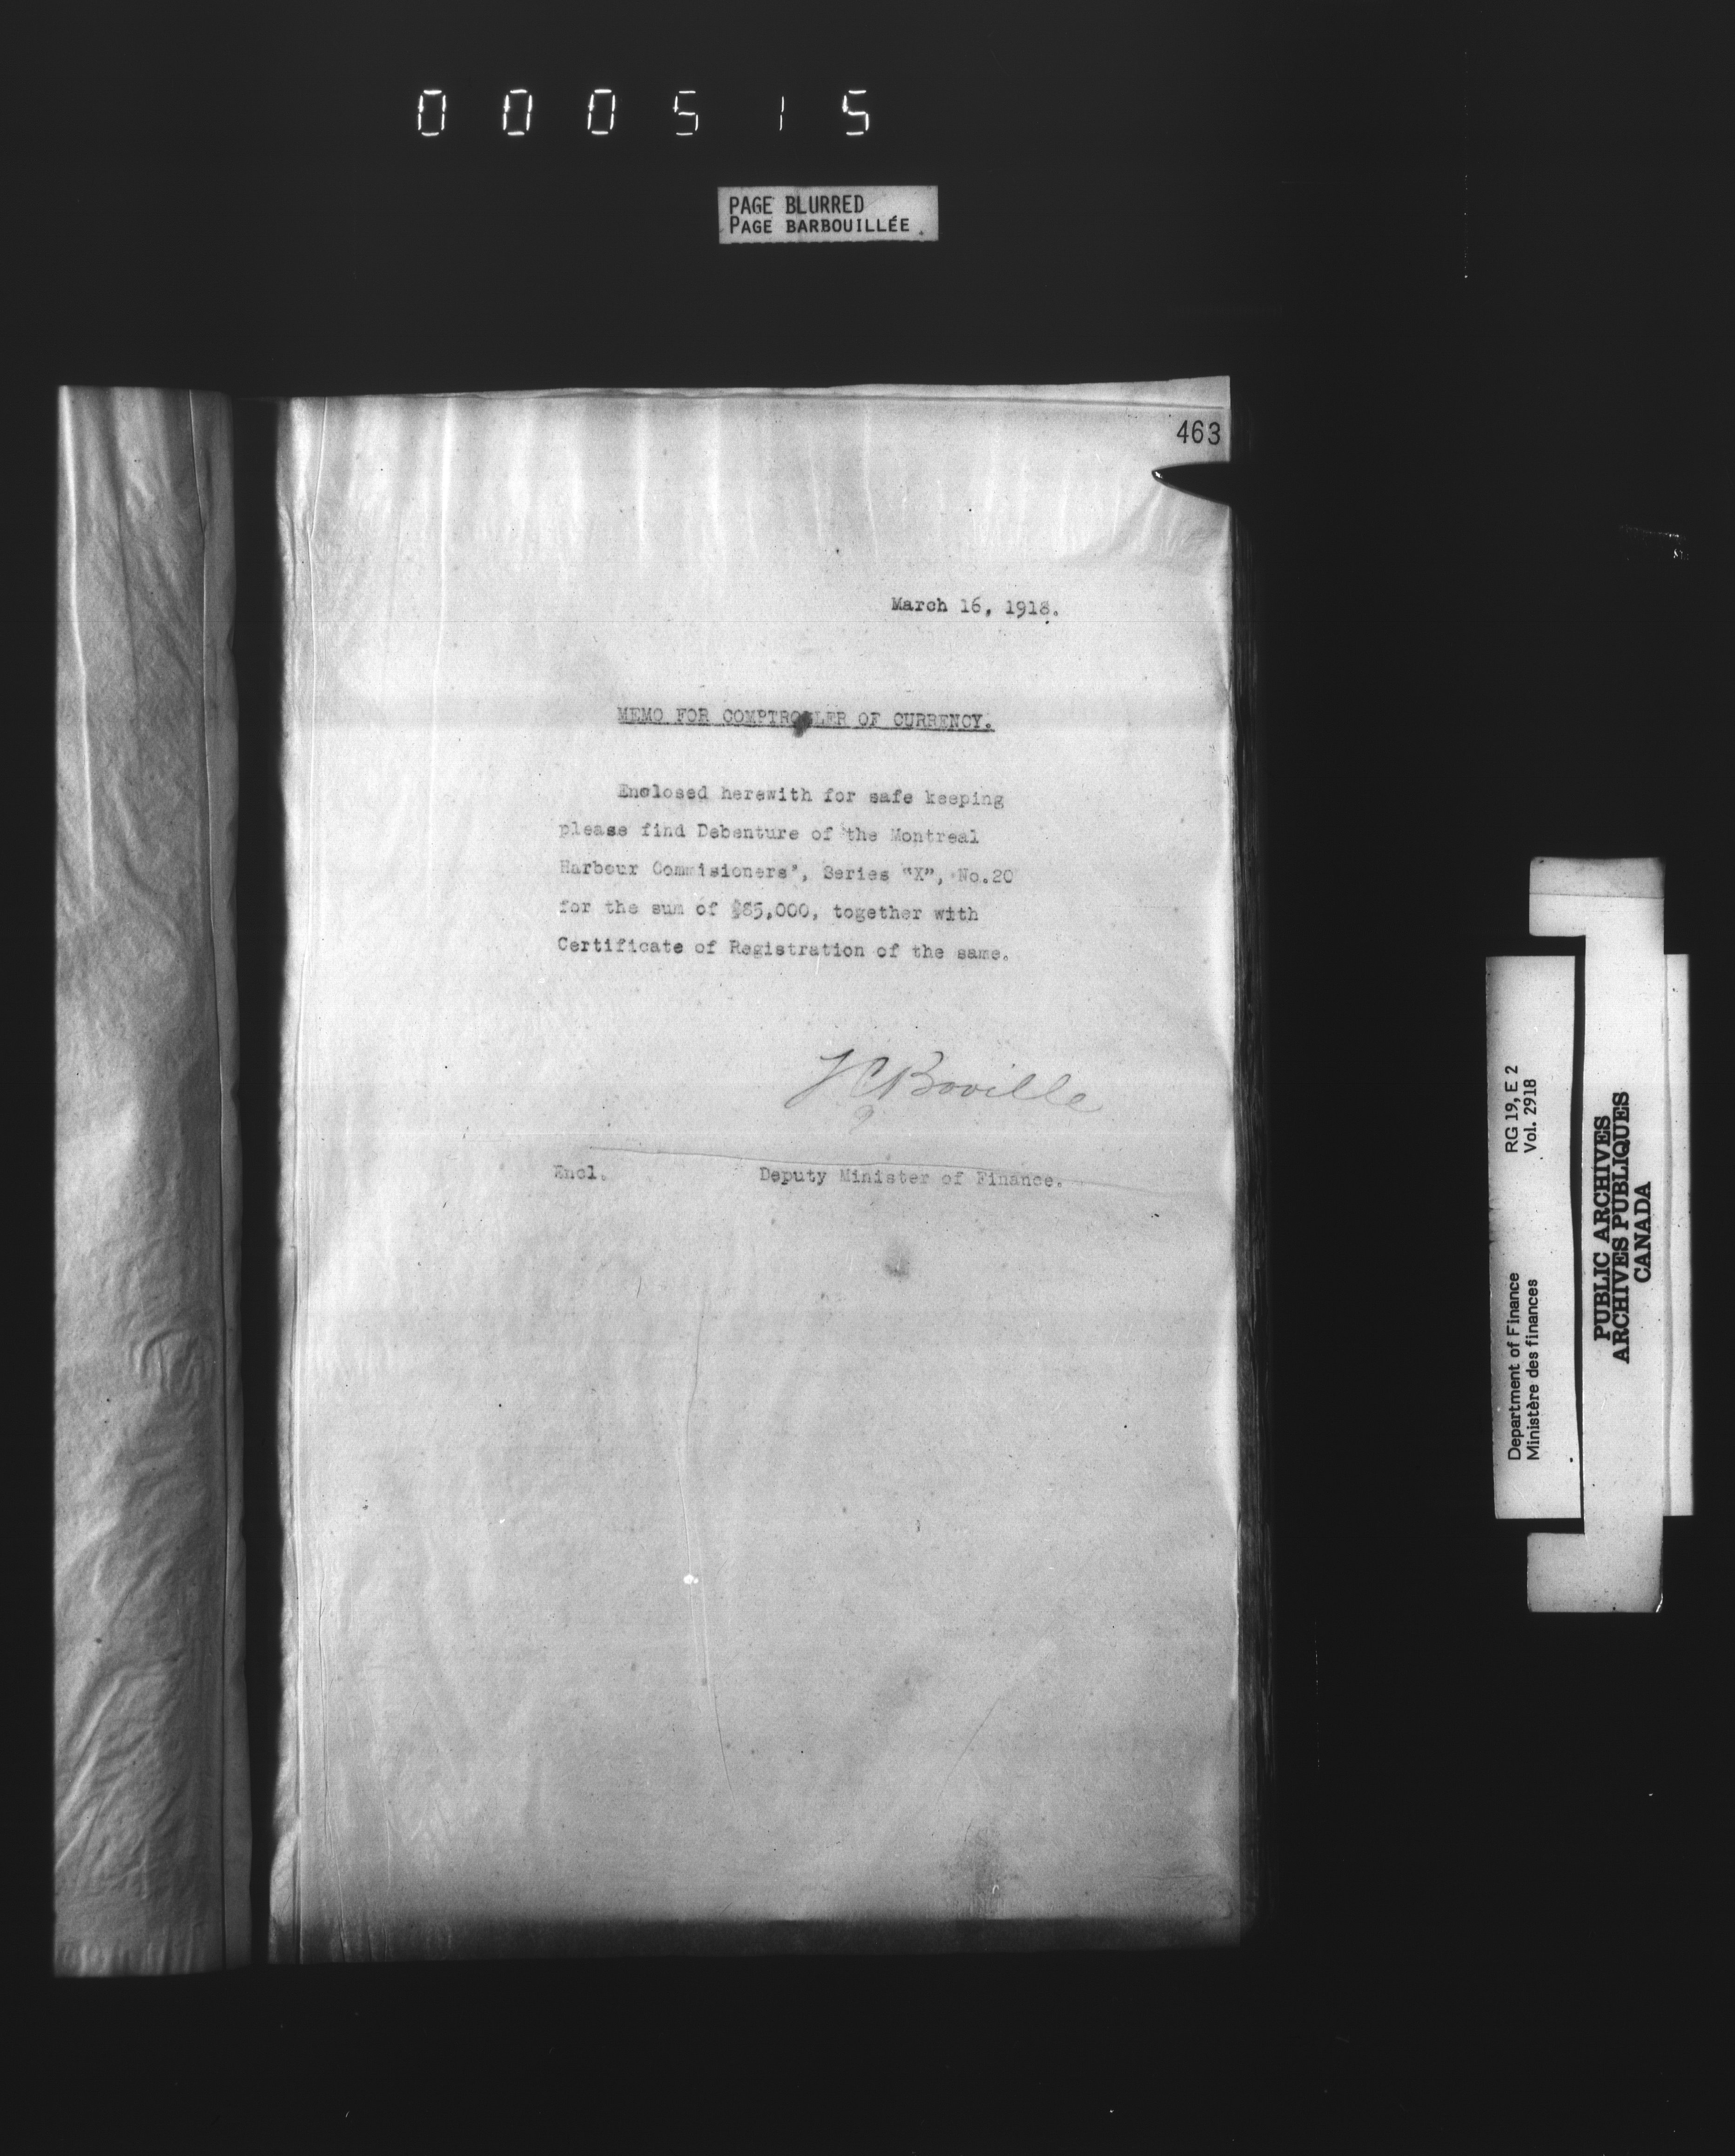 000515
PAGE BLURRED
PAGE BARBOUILLÉE
463
March 16, 1918.
MEMO FOR COMPTROLLER OF CURRENCY.
Enclosed herewith for safe keeping
please find Debenture of the Montreal
Harbour Commisioners', Series "X", No.20
for the sum of $85,000, together with
Certificate of Registration of the same.
J C Boville
Encl. Deputy Minister of Finance.
Department of Finance RG 19, E 2
Ministère des finances Vol. 2918
PUBLIC ARCHIVES
ARCHIVES PUBLIQUES
CANADA